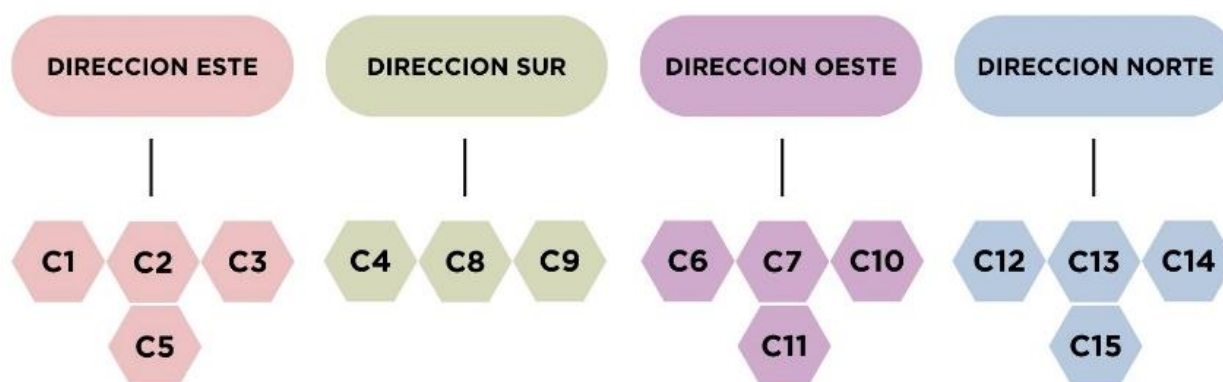 DIRECCION ESTE
DIRECCION SUR
DIRECCION OESTE
DIRECCION NORTE
C1 C2 C3
C5
C4 C8 C9
C6 C7 C10
C11
C12 C13 C14
C15